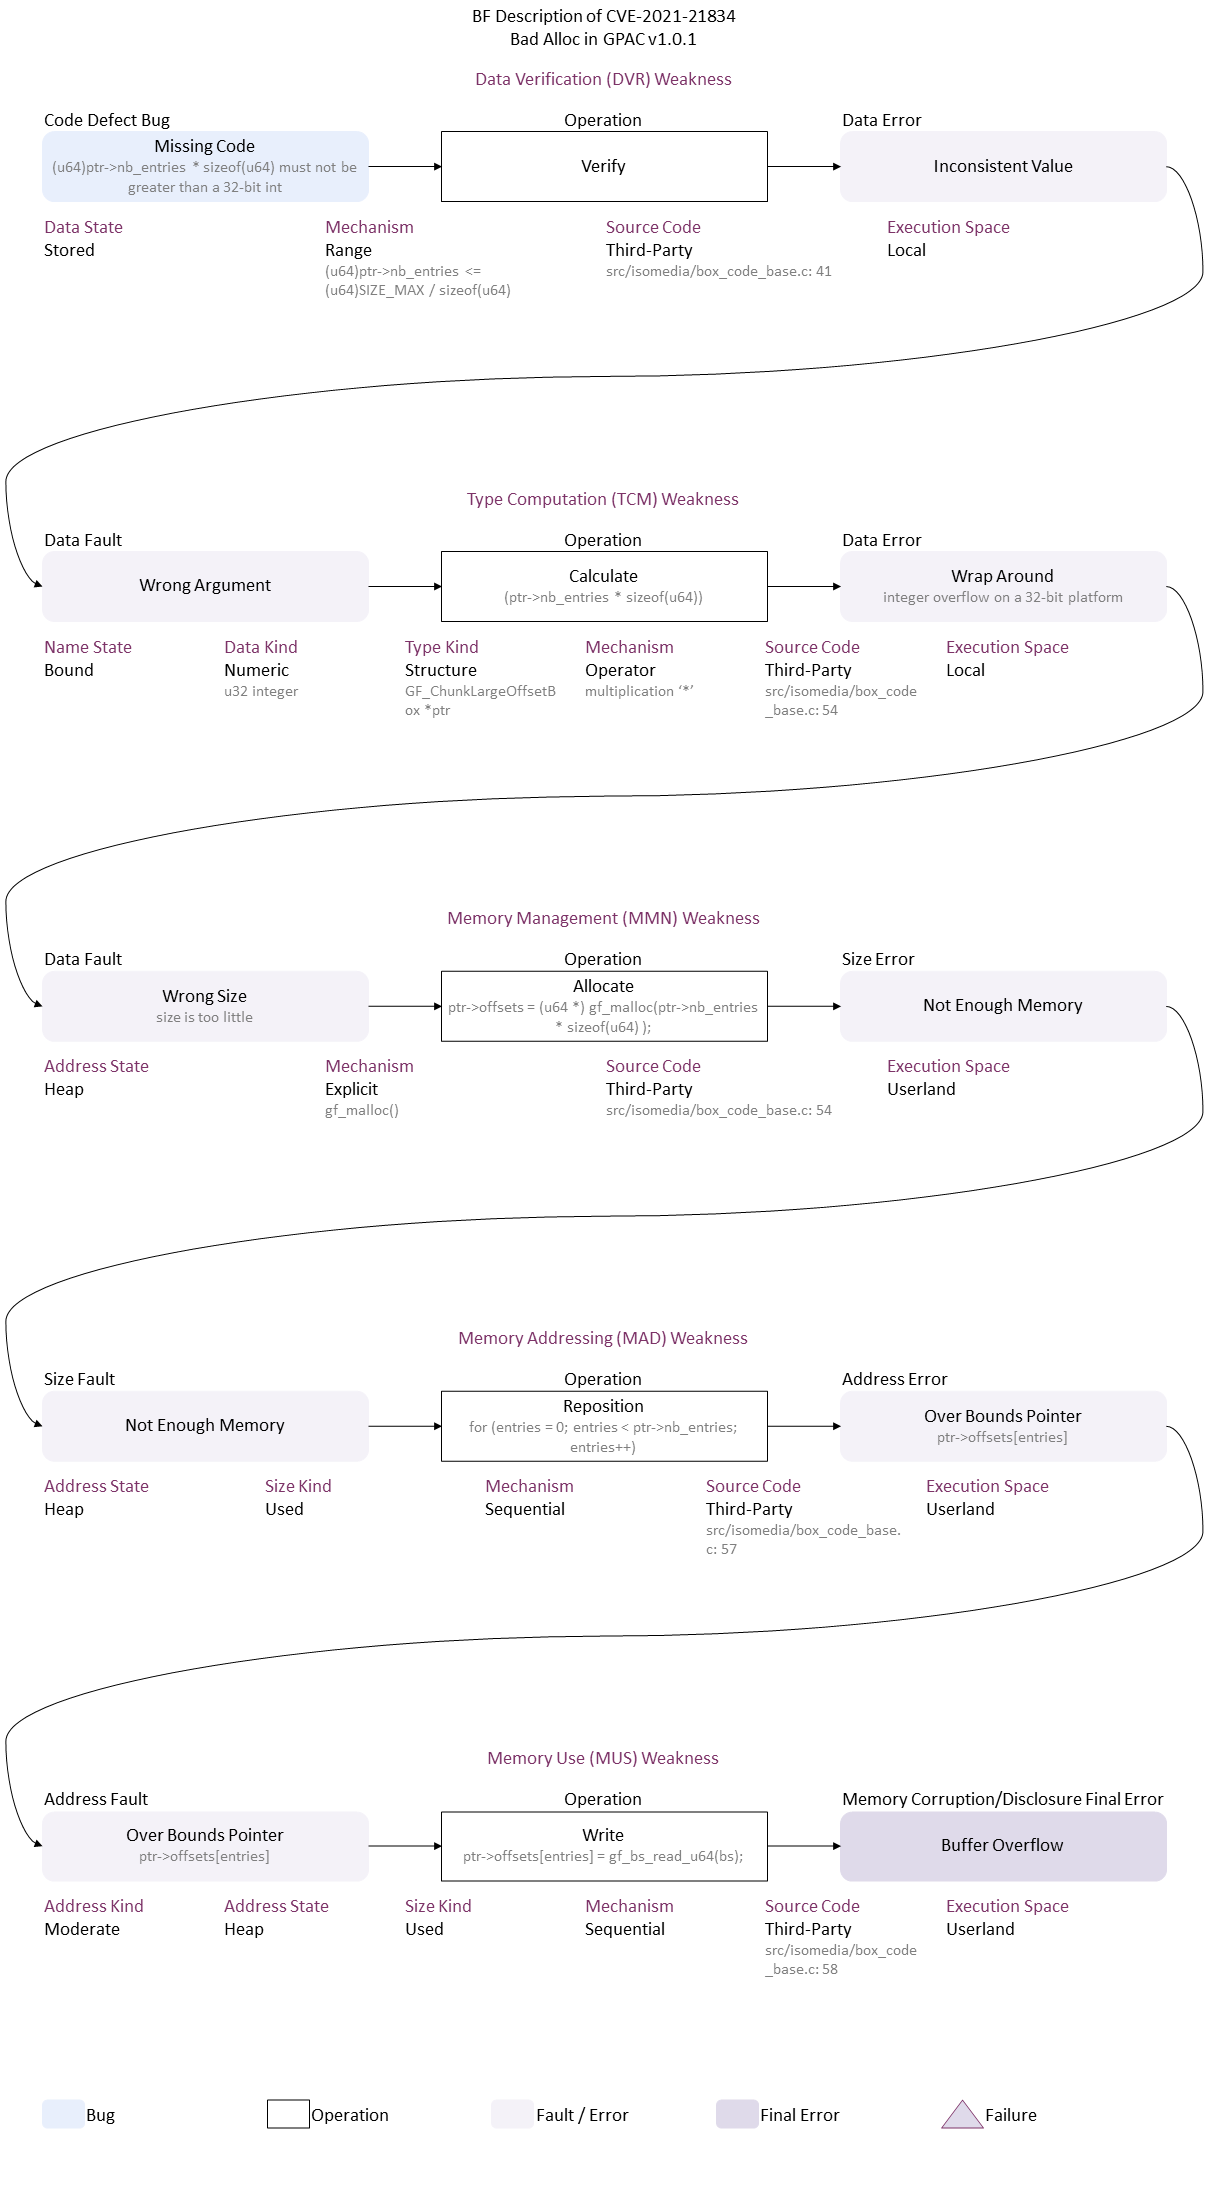 BF Description of CVE-2021-21834
Bad Alloc in GPAC v1.0.1
Data Verification (DVR) Weakness
Code Defect Bug
Operation
Data Error
Missing Code
(u64)ptr->nb_entries * sizeof(u64) must not be
greater than a 32-bit int
Verify
Inconsistent Value
Data State
Mechanism
Source Code
Execution Space
Stored
Range
Third-Party
Local
(u64)ptr->nb_entries <=
(u64)SIZE_MAX / sizeof(u64)
src/isomedia/box_code_base.c: 41
Type Computation (TCM) Weakness
Data Fault
Operation
Data Error
Wrong Argument
Calculate
(ptr->nb_entries * sizeof(u64))
Wrap Around
integer overflow on a 32-bit platform
Name State
Data Kind
Type Kind
Mechanism
Source Code
Execution Space
Bound
Numeric
Structure
Operator
Third-Party
Local
u32 integer
GF_ChunkLargeOffsetB
ox *ptr
multiplication ‘*’
src/isomedia/box_code
_base.c: 54
Memory Management (MMN) Weakness
Data Fault
Operation
Size Error
Wrong Size
size is too little
Allocate
ptr->offsets = (u64 *) gf_malloc(ptr->nb_entries
* sizeof(u64) );
Not Enough Memory
Address State
Mechanism
Source Code
Execution Space
Heap
Explicit
Third-Party
Userland
gf_malloc()
src/isomedia/box_code_base.c: 54
Memory Addressing (MAD) Weakness
Size Fault
Operation
Address Error
Not Enough Memory
Reposition
for (entries = 0; entries < ptr->nb_entries;
entries++)
Over Bounds Pointer
ptr->offsets[entries]
Address State
Size Kind
Mechanism
Source Code
Execution Space
Heap
Used
Sequential
Third-Party
Userland
src/isomedia/box_code_base.
c: 57
Memory Use (MUS) Weakness
Address Fault
Operation
Memory Corruption/Disclosure Final Error
Over Bounds Pointer
ptr->offsets[entries]
Write
ptr->offsets[entries] = gf_bs_read_u64(bs);
Buffer Overflow
Address Kind
Address State
Size Kind
Mechanism
Source Code
Execution Space
Moderate
Heap
Used
Sequential
Third-Party
Userland
src/isomedia/box_code
_base.c: 58
Bug
Operation
Fault / Error
Final Error
Failure